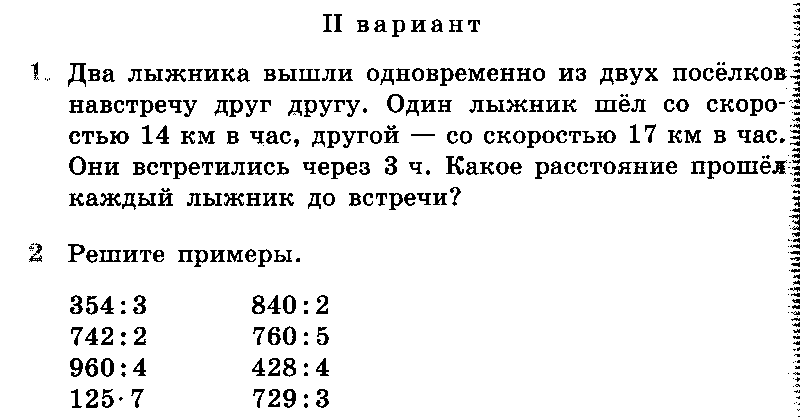 II вариант
1. Два лыжника вышли одновременно из двух посёлков
навстречу друг другу. Один лыжник шёл со скоро-
стью 14 км в час, другой — со скоростью 17 км в час.
Они встретились через 3 ч. Какое расстояние прошёл
каждый лыжник до встречи?
2 Решите примеры.
354:3 840:2
742:2 760:5
960:4 428:4
125·7 729:3